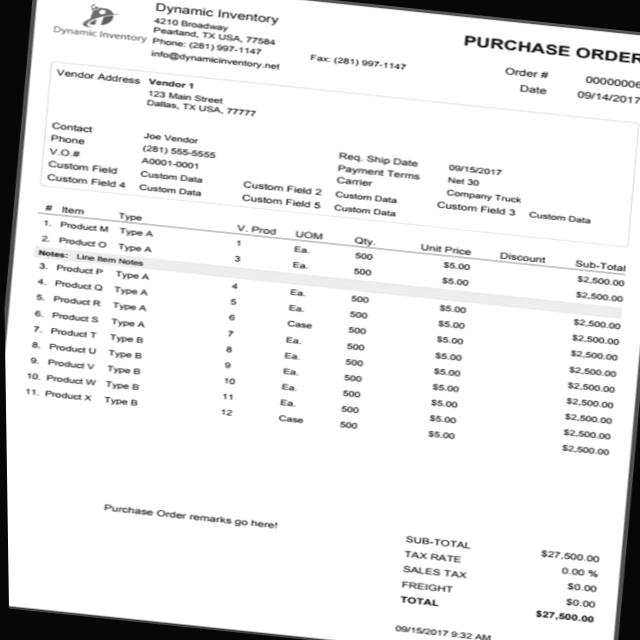 Dynamic Inventory
Dynamic Inventory
4210 Broadway
Pearland, TX USA, 77584
Phone: (281) 997-1147 Fax: (281) 997-1147
info@dynamicinventory.net
PURCHASE ORDER
Order # 00000006
Date 09/14/2017
Vendor Address Vendor 1
123 Main Street
Dallas, TX USA, 77777
Contact Joe Vendor Req. Ship Date 09/15/2017
Phone (281) 555-5555 Payment Terms Net 30
V.O.# A0001-0001 Carrier Company Truck
Custom Field Custom Data Custom Field 2 Custom Data Custom Field 3 Custom Data
Custom Field 4 Custom Data Custom Field 5 Custom Data
# Item Type V. Prod UOM Qty. Unit Price Discount Sub-Total
1. Product M Type A 1 Ea. 500 $5.00 $2,500.00
2. Product O Type A 3 Ea. 500 $5.00 $2,500.00
Notes: Line Item Notes
3. Product P Type A 4 Ea. 500 $5.00 $2,500.00
4. Product Q Type A 5 Ea. 500 $5.00 $2,500.00
5. Product R Type A 6 Case 500 $5.00 $2,500.00
6. Product S Type A 7 Ea. 500 $5.00 $2,500.00
7. Product T Type B 8 Ea. 500 $5.00 $2,500.00
8. Product U Type B 9 Ea. 500 $5.00 $2,500.00
9. Product V Type B 10 Ea. 500 $5.00 $2,500.00
10. Product W Type B 11 Ea. 500 $5.00 $2,500.00
11. Product X Type B 12 Case 500 $5.00 $2,500.00
Purchase Order remarks go here!
SUB-TOTAL $27,500.00
TAX RATE 0.00 %
SALES TAX $0.00
FREIGHT $0.00
TOTAL $27,500.00
09/15/2017 9:32 AM